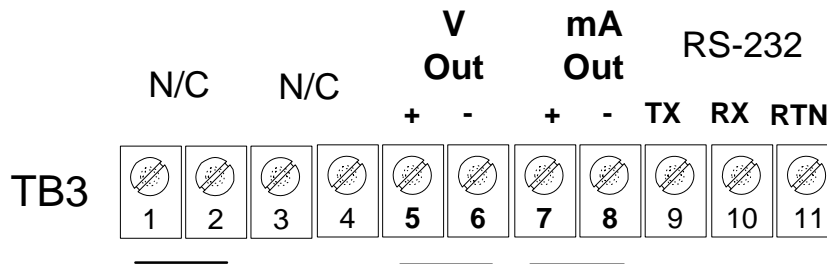 V Out
mA Out
RS-232
N/C
N/C
+ - + - TX RX RTN
TB3
1 2 3 4 5 6 7 8 9 10 11